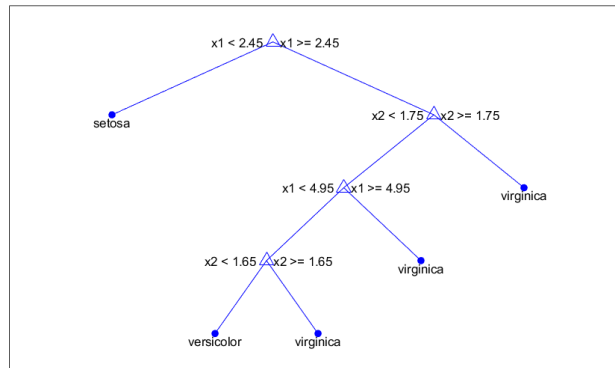 x1 < 2.45 x1 >= 2.45
setosa
x2 < 1.75 x2 >= 1.75
x1 < 4.95 x1 >= 4.95
virginica
x2 < 1.65 x2 >= 1.65
virginica
versicolor virginica